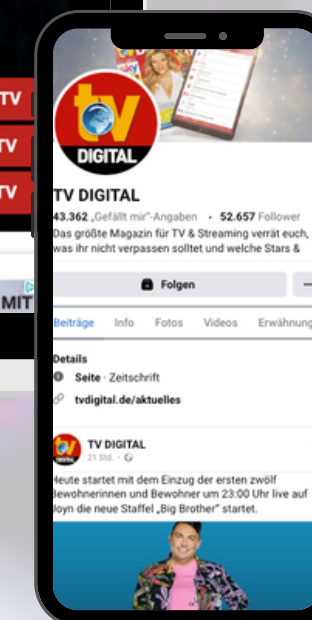 TV
TV
TV
MIT
sky
tv
DIGITAL
TV DIGITAL
43.362 „Gefällt mir"-Angaben · 52.657 Follower
Das größte Magazin für TV & Streaming verrät euch,
was ihr nicht verpassen solltet und welche Stars &
Folgen
Beiträge Info Fotos Videos Erwähnung
Details
Seite · Zeitschrift
tvdigital.de/aktuelles
TV DIGITAL
21 Std.
Heute startet mit dem Einzug der ersten zwölf
Bewohnerinnen und Bewohner um 23:00 Uhr live auf
Joyn die neue Staffel „Big Brother" startet.